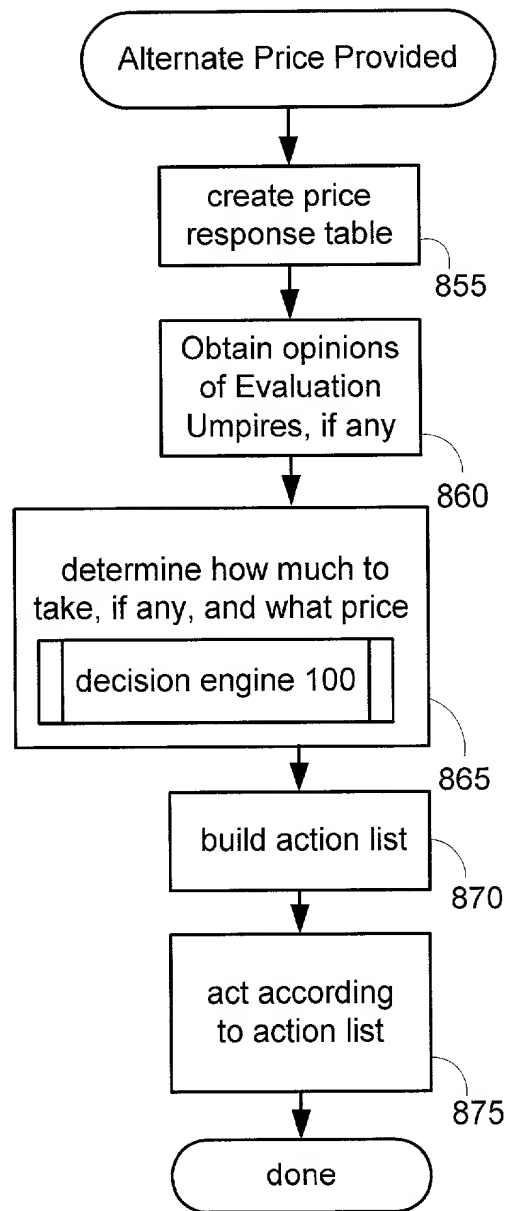 Alternate Price Provided
create price
response table
855
Obtain opinions
of Evaluation
Umpires, if any
860
determine how much to
take, if any, and what price
decision engine 100
865
build action list
870
act according
to action list
875
done